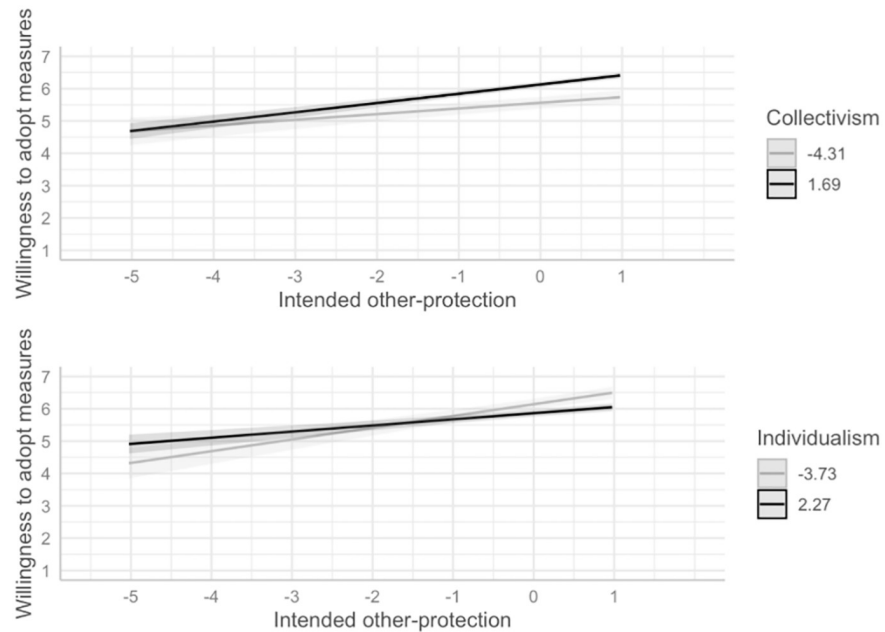 Willingness to adopt measures
7
6
5
4
3
2
1
-5 -4 -3 -2 -1 0 1
Intended other-protection
Collectivism
-4.31
1.69
Willingness to adopt measures
7
6
5
4
3
2
1
-5 -4 -3 -2 -1 0 1
Intended other-protection
Individualism
-3.73
2.27